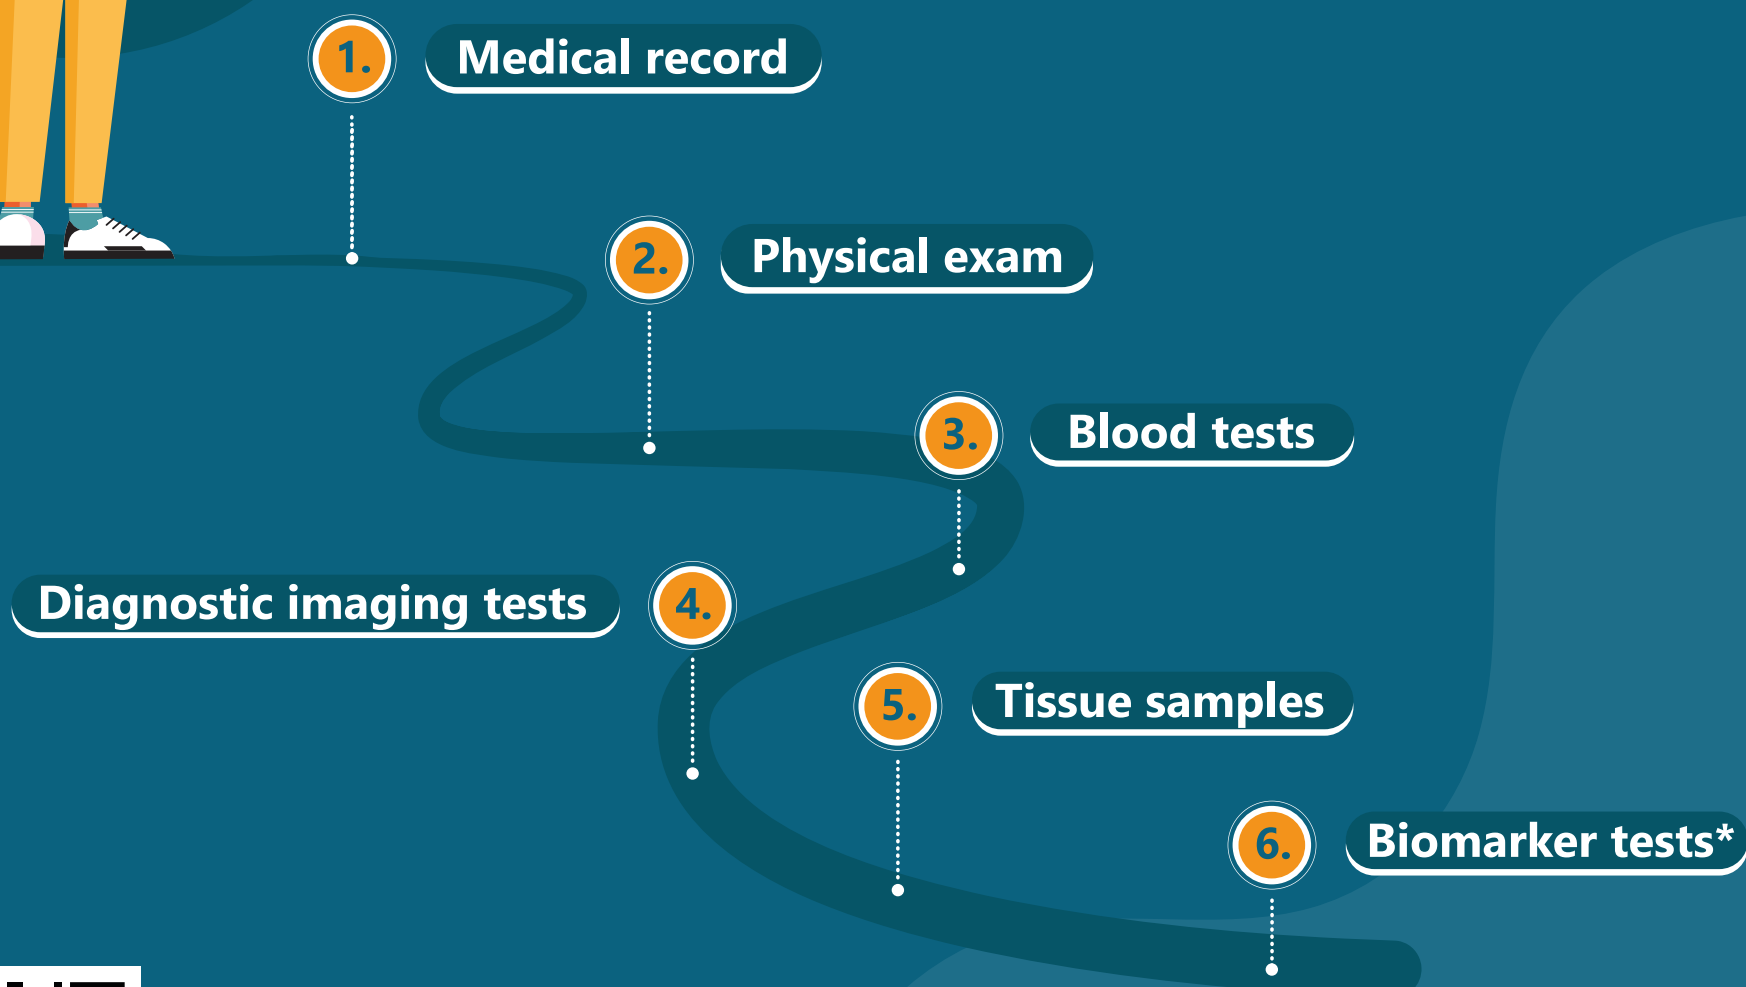 1. Medical record
2. Physical exam
3. Blood tests
Diagnostic imaging tests 4.
5. Tissue samples
6. Biomarker tests*